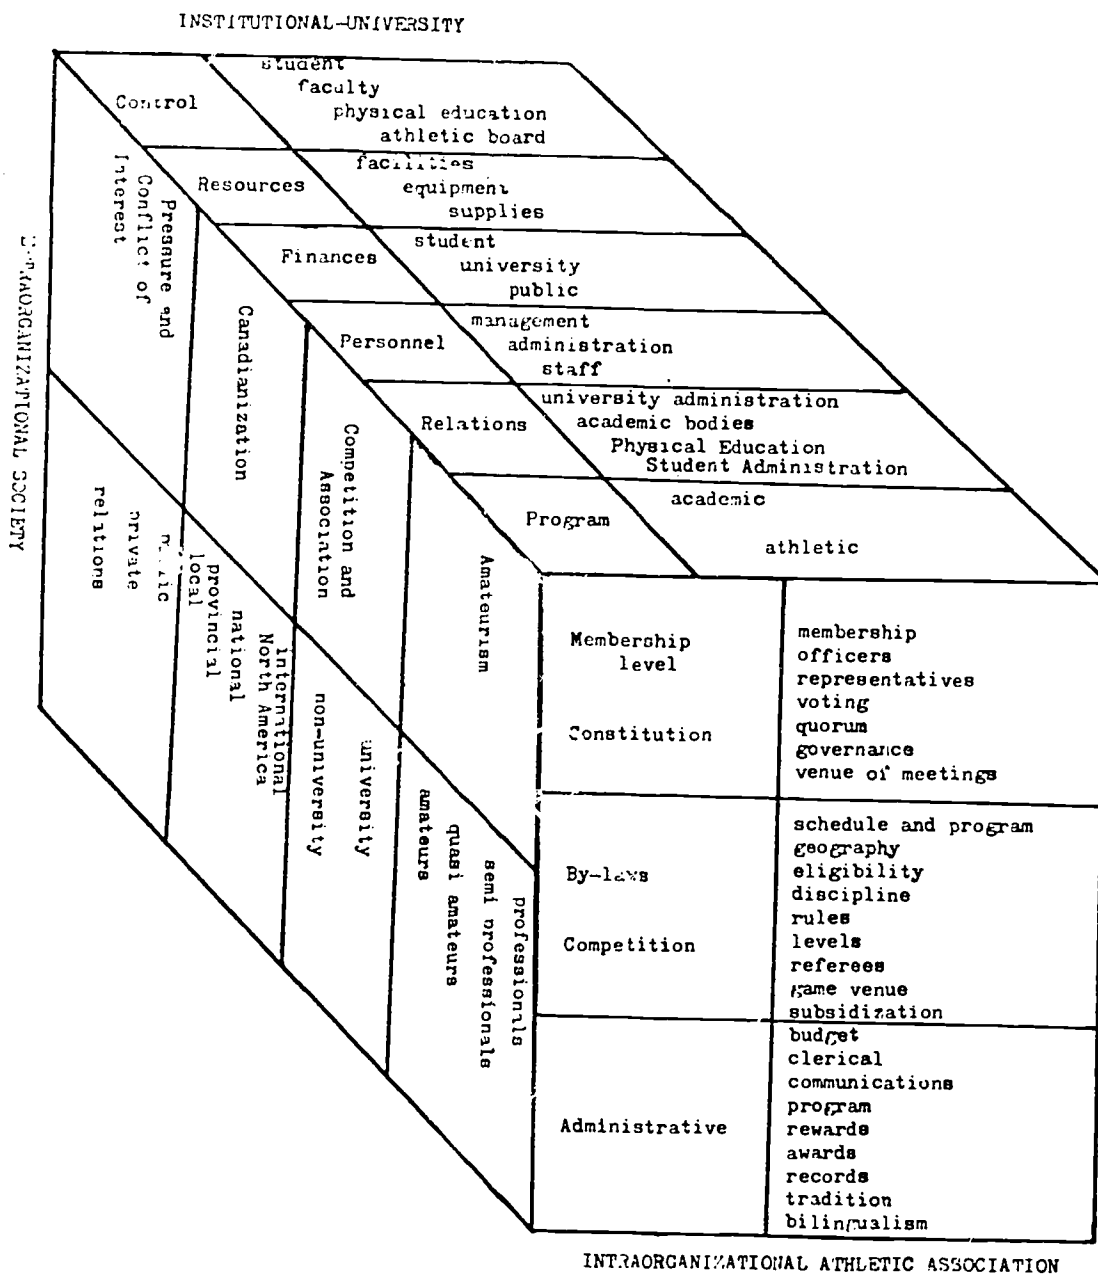 INSTITUTIONAL-UNIVERSITY
student
faculty
physical education
athletic board
Control
facilities
equipment
supplies
Resources
student
university
public
Finances
management
administration
staff
Personnel
university administration
academic bodies
Physical Education
Student Administration
Relations
academic
athletic
Program
SOCIETY
Pressure and
Conflict of
Interest
private
relations
Canadianization
local
provincial
national
North America
international
Competition and
Association
university
non-university
Amateurism
professionals
semi professionals
quasi amateurs
amateurs
Membership
level
Constitution
membership
officers
representatives
voting
quorum
governance
venue of meetings
By-laws
Competition
schedule and program
geography
eligibility
discipline
rules
levels
referees
game venue
subsidization
Administrative
budget
clerical
communications
program
rewards
awards
records
tradition
bilingualism
INTRAORGANIZATIONAL ATHLETIC ASSOCIATION